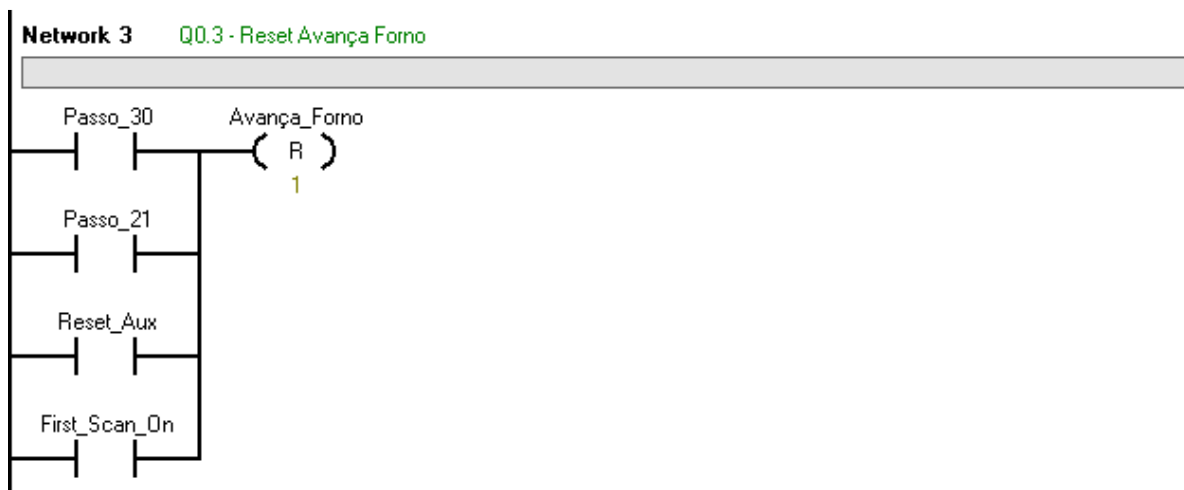 Network 3 Q0.3 - Reset Avança Forno
Passo_30 Avança_Forno
R
1
Passo_21
Reset_Aux
First_Scan_On